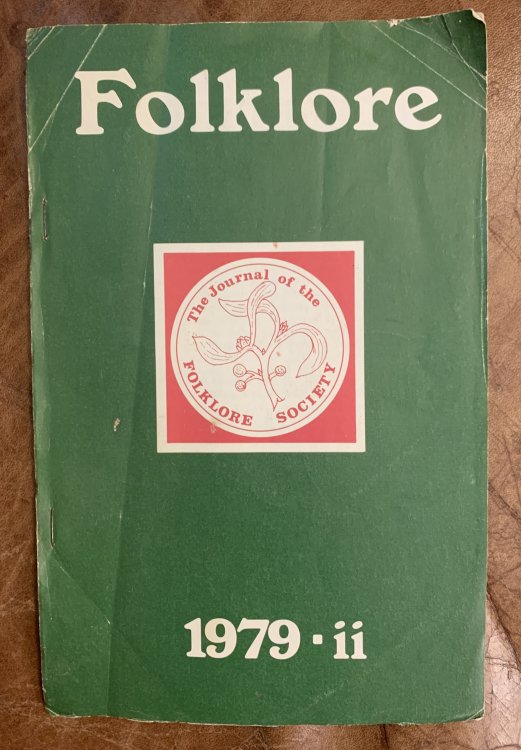 Folklore
The Journal of the
FOLKLORE SOCIETY
1979·ii